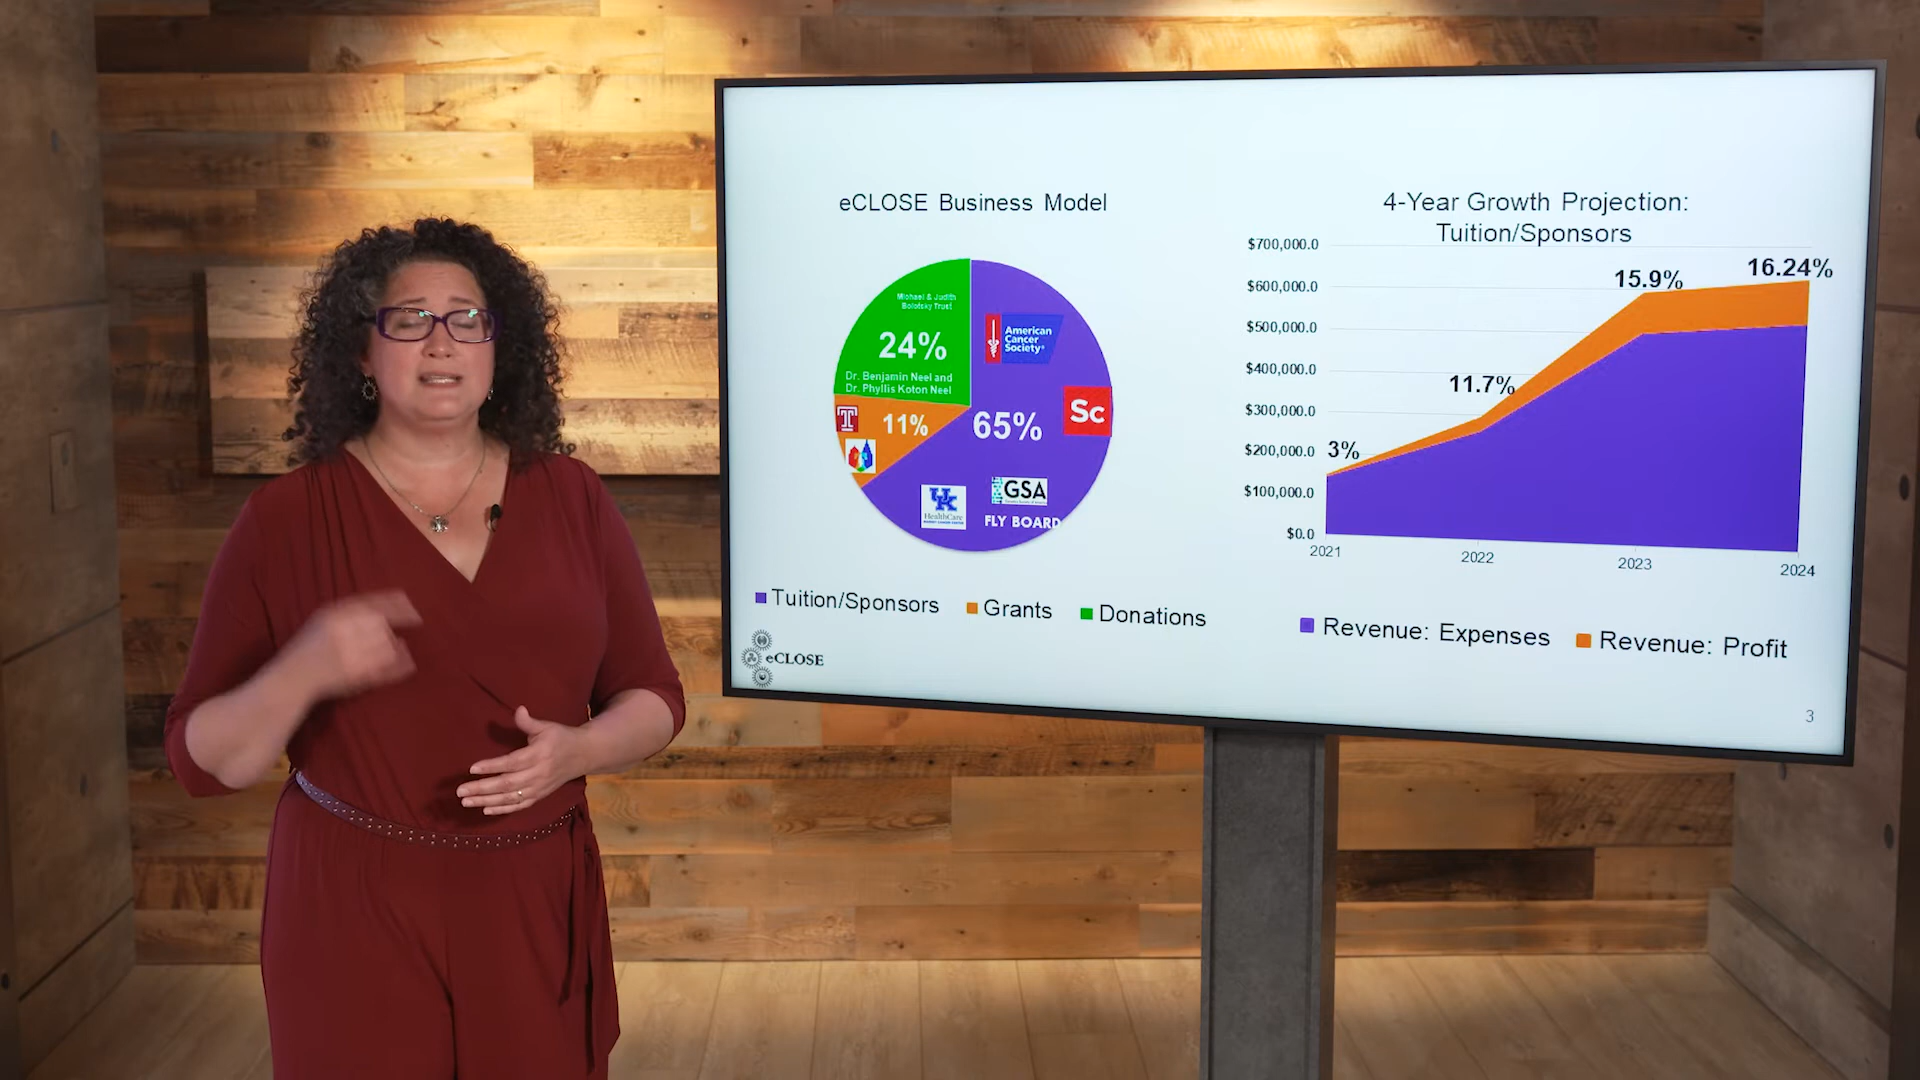 eCLOSE Business Model
Michael & Judith
Bolofsky Trust
24%
Dr. Benjamin Neel and
Dr. Phyllis Koton Neel
American
Cancer
Society
Sc
T
11%
65%
UK
HealthCare
GSA
FLY BOARD
Tuition/Sponsors
Grants
Donations
eCLOSE
4-Year Growth Projection:
Tuition/Sponsors
$700,000.0
$600,000.0
$500,000.0
$400,000.0
$300,000.0
$200,000.0
$100,000.0
$0.0
3%
11.7%
15.9%
16.24%
2021
2022
2023
2024
Revenue: Expenses
Revenue: Profit
3